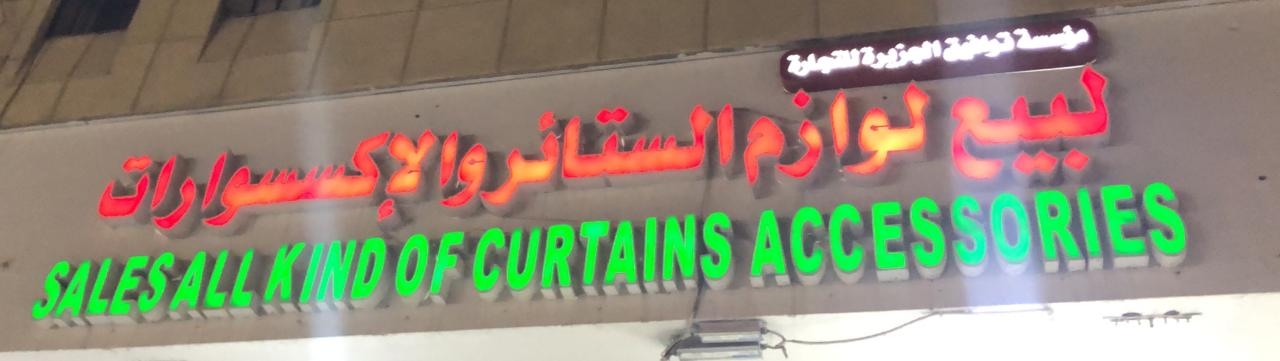 مؤسسة توافيق الجزيرة للتجارة
لبيع لوازم الستائر والإكسسوارات
SALES ALL KIND OF CURTAINS ACCESSORIES